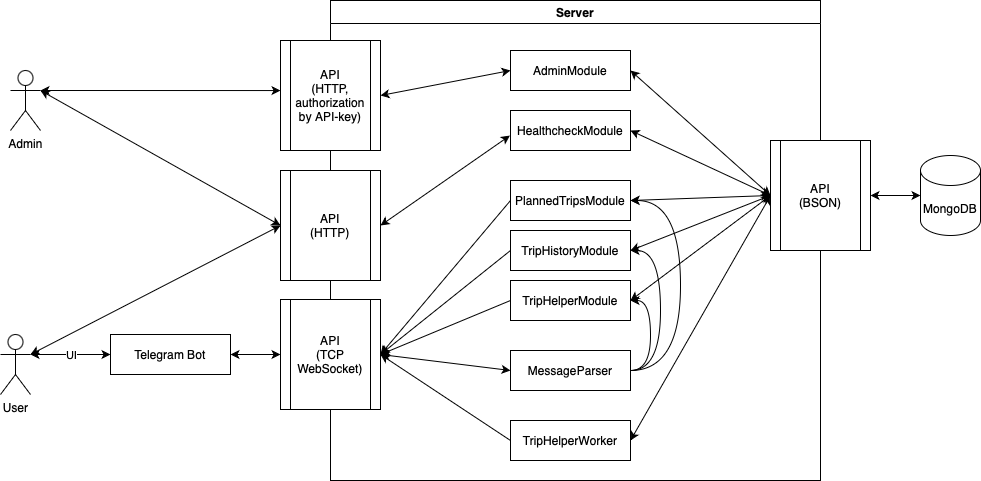 Server
API
(HTTP,
authorization
by API-key)
Admin
API
(HTTP)
User
UI
Telegram Bot
API
(TCP
WebSocket)
AdminModule
HealthcheckModule
PlannedTripsModule
TripHistoryModule
TripHelperModule
MessageParser
TripHelperWorker
API
(BSON)
MongoDB